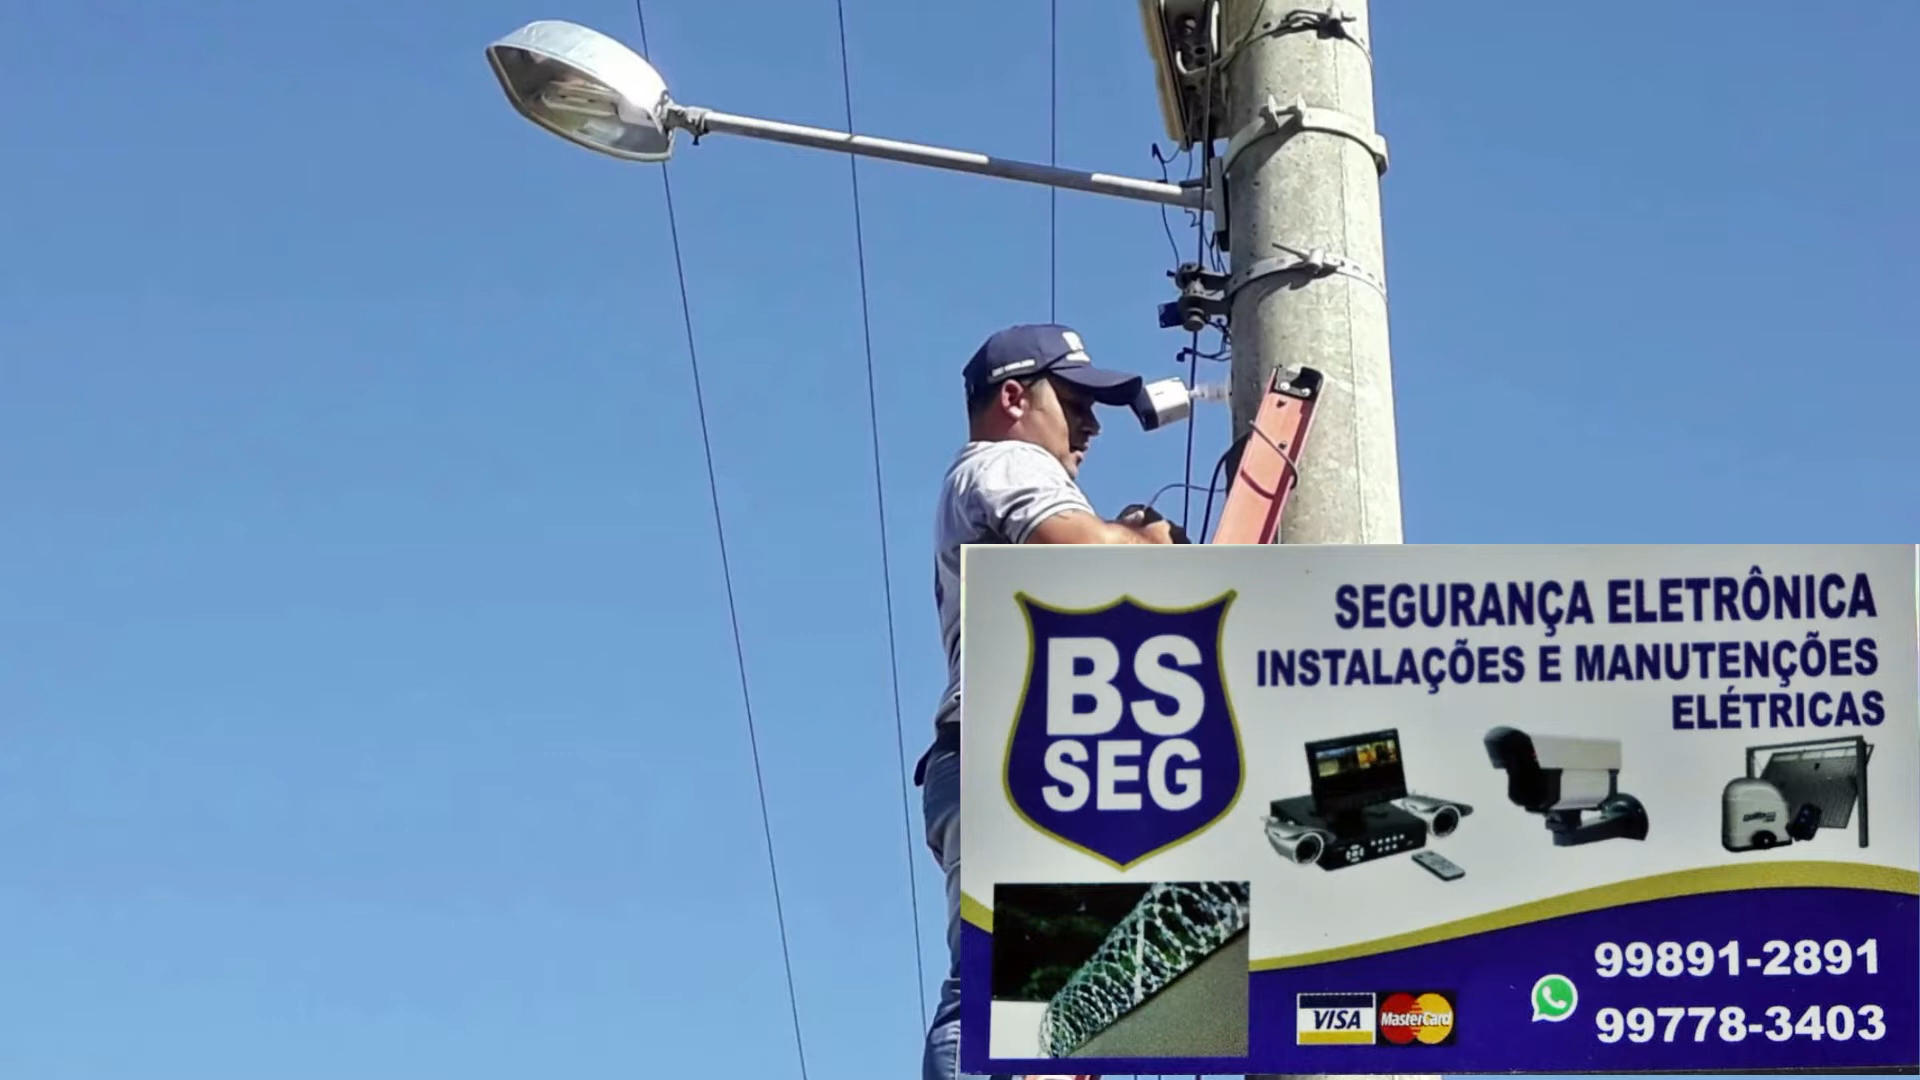 BS
SEG
SEGURANÇA ELETRÔNICA
INSTALAÇÕES E MANUTENÇÕES
ELÉTRICAS
VISA
MasterCard
99891-2891
99778-3403